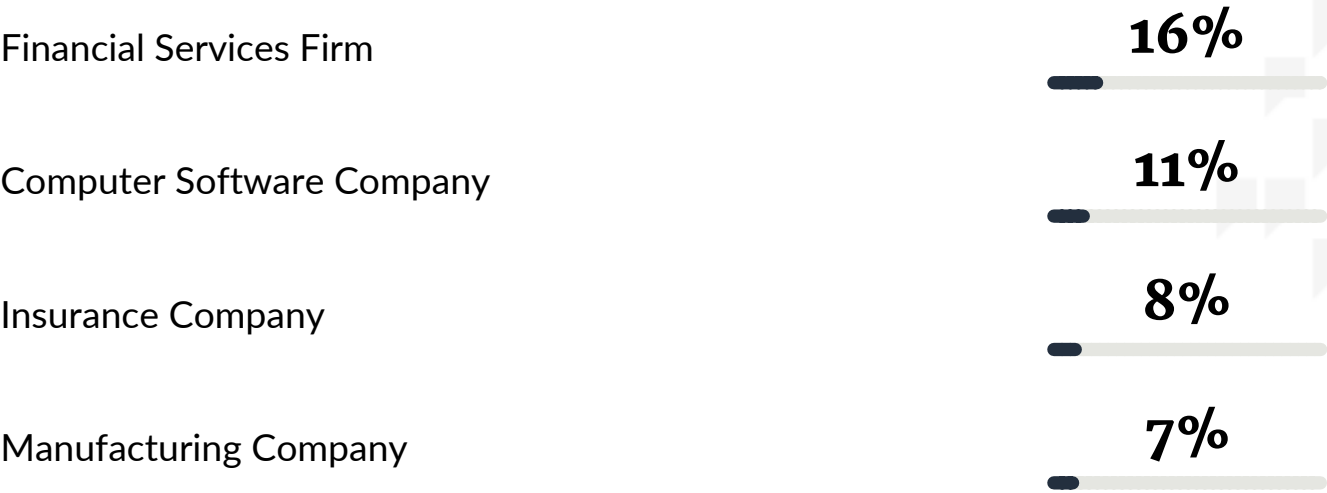 Financial Services Firm
16%
Computer Software Company
11%
Insurance Company
8%
Manufacturing Company
7%